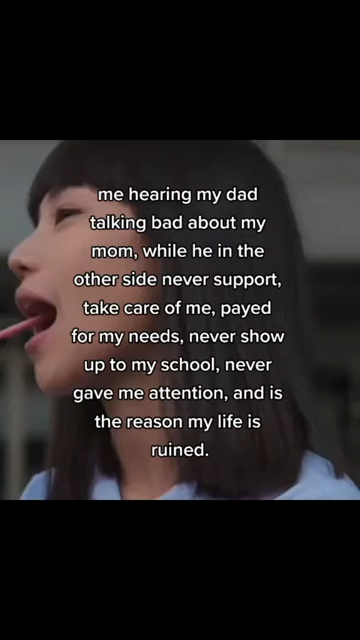 me hearing my dad
talking bad about my
mom, while he in the
other side never support,
take care of me, payed
for my needs, never show
up to my school, never
gave me attention, and is
the reason my life is
ruined.